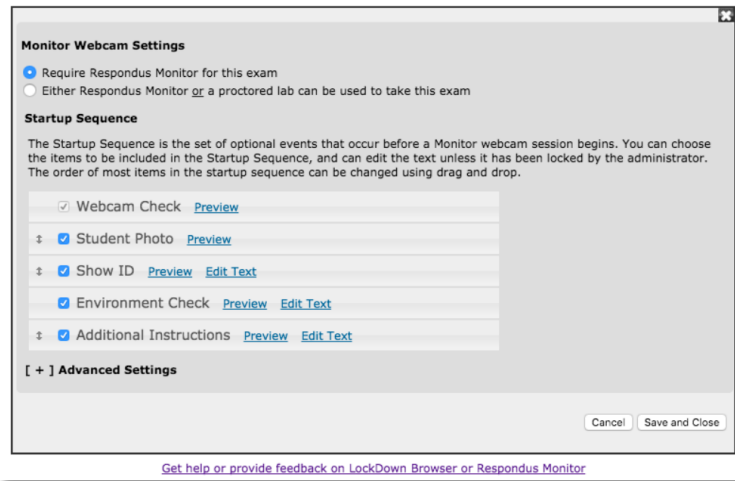 Monitor Webcam Settings
Require Respondus Monitor for this exam
Either Respondus Monitor or a proctored lab can be used to take this exam
Startup Sequence
The Startup Sequence is the set of optional events that occur before a Monitor webcam session begins. You can choose
the items to be included in the Startup Sequence, and can edit the text unless it has been locked by the administrator.
The order of most items in the startup sequence can be changed using drag and drop.
Webcam Check Preview
Student Photo Preview
Show ID Preview Edit Text
Environment Check Preview Edit Text
Additional Instructions Preview Edit Text
[ + ] Advanced Settings
Cancel Save and Close
Get help or provide feedback on LockDown Browser or Respondus Monitor